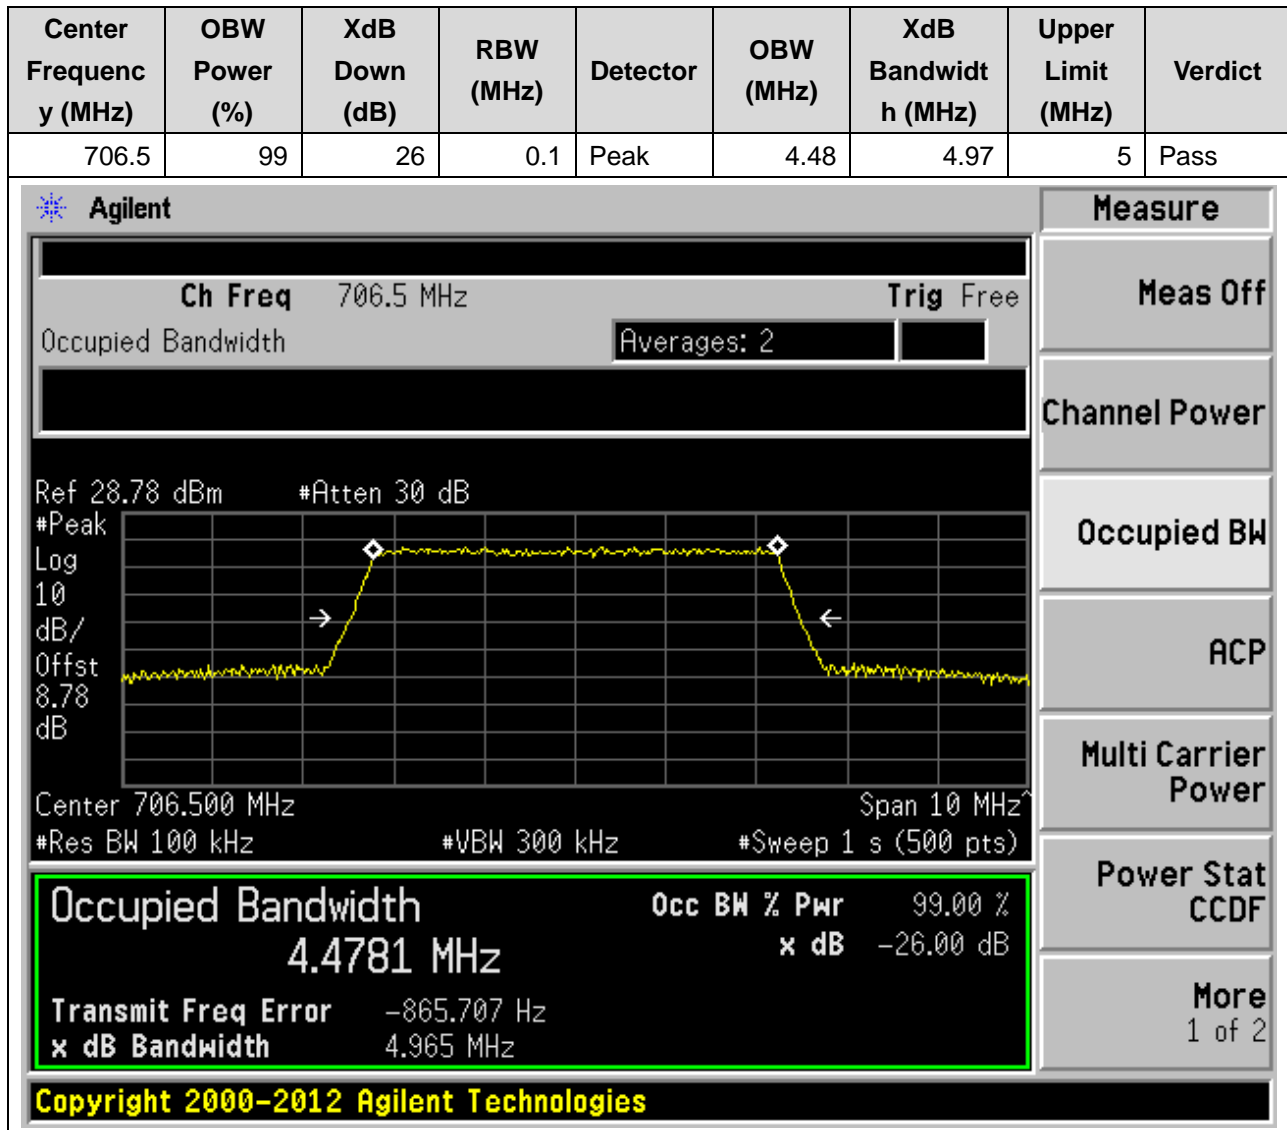 Center Frequency (MHz) OBW Power (%) XdB Down (dB) RBW (MHz) Detector OBW (MHz) XdB Bandwidth (MHz) Upper Limit (MHz) Verdict
706.5 99 26 0.1 Peak 4.48 4.97 5 Pass
Agilent
Measure
Ch Freq 706.5 MHz Trig Free
Occupied Bandwidth Averages: 2
Ref 28.78 dBm #Atten 30 dB
#Peak
Log
10
dB/
Offst
8.78
dB
Center 706.500 MHz Span 10 MHz^
#Res BW 100 kHz #VBW 300 kHz #Sweep 1 s (500 pts)
Occupied Bandwidth Occ BW % Pwr 99.00 %
4.4781 MHz x dB -26.00 dB
Transmit Freq Error -865.707 Hz
x dB Bandwidth 4.965 MHz
Copyright 2000-2012 Agilent Technologies
Meas Off
Channel Power
Occupied BW
ACP
Multi Carrier
Power
Power Stat
CCDF
More
1 of 2